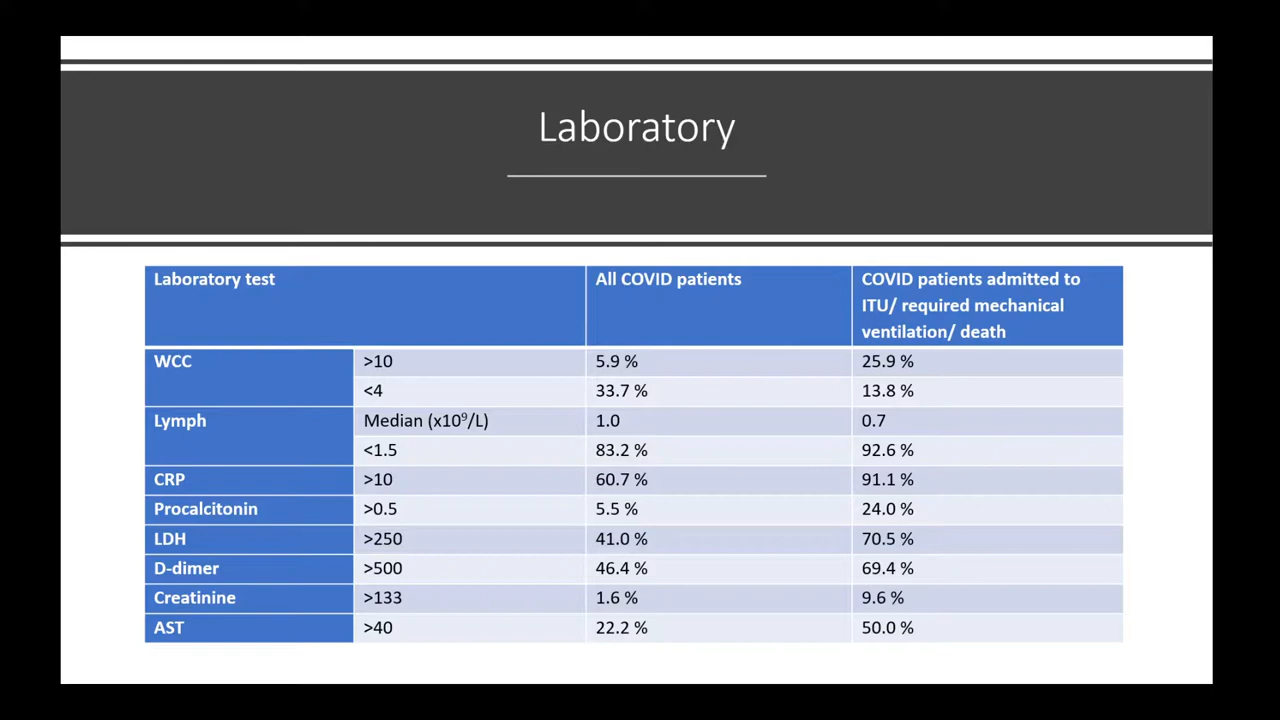 Laboratory
Laboratory test All COVID patients COVID patients admitted to
ITU/ required mechanical
ventilation/ death
WCC >10 5.9 % 25.9 %
<4 33.7 % 13.8 %
Lymph Median (x10⁹/L) 1.0 0.7
<1.5 83.2 % 92.6 %
CRP >10 60.7 % 91.1 %
Procalcitonin >0.5 5.5 % 24.0 %
LDH >250 41.0 % 70.5 %
D-dimer >500 46.4 % 69.4 %
Creatinine >133 1.6 % 9.6 %
AST >40 22.2 % 50.0 %